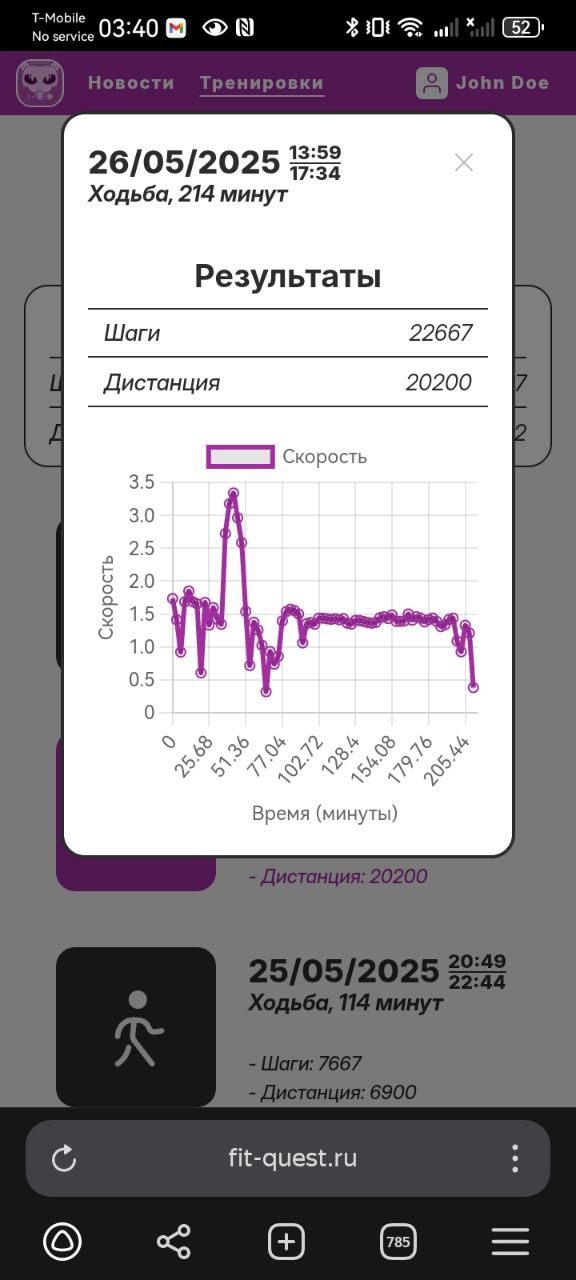 T-Mobile
No service
03:40
52
Новости
Тренировки
John Doe
26/05/2025
13:59
17:34
Ходьба, 214 минут
Результаты
Шаги 22667
Дистанция 20200
Скорость
3.5
3.0
2.5
2.0
1.5
1.0
0.5
0
Скорость
0
25.68
51.36
77.04
102.72
128.4
154.08
179.76
205.44
Время (минуты)
- Дистанция: 20200
25/05/2025
20:49
22:44
Ходьба, 114 минут
- Шаги: 7667
- Дистанция: 6900
fit-quest.ru
785